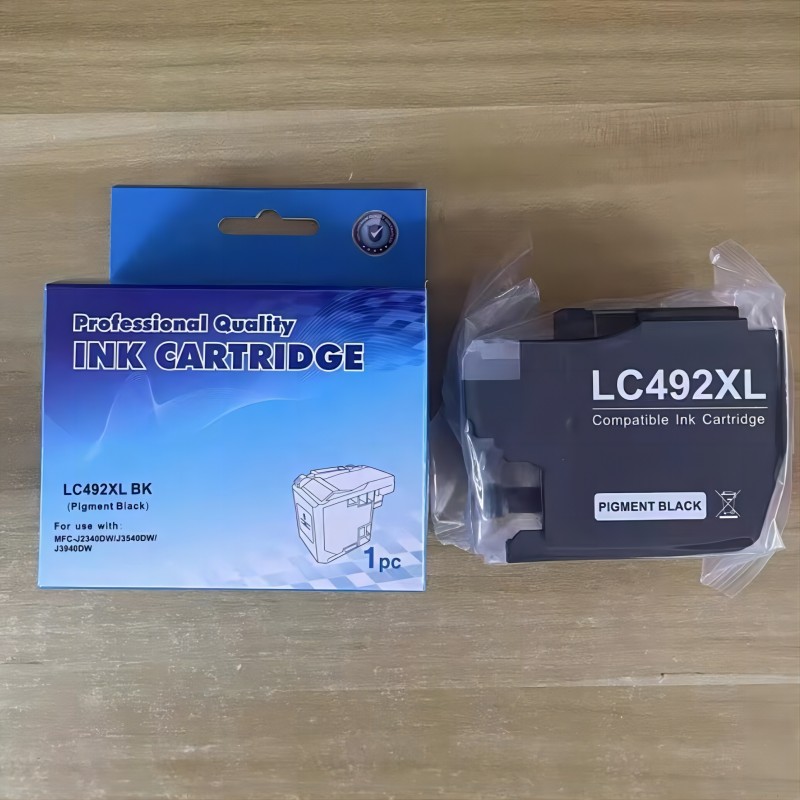 Professional Quality
INK CARTRIDGE
LC492XL BK
(Pigment Black)
For use with:
MFC-J2340DW/J3540DW/
J3940DW
1pc
LC492XL
Compatible Ink Cartridge
PIGMENT BLACK